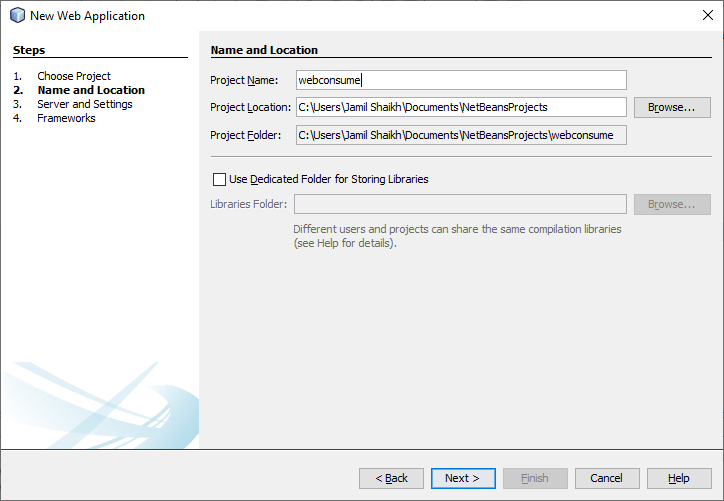 New Web Application
Steps
1. Choose Project
2. Name and Location
3. Server and Settings
4. Frameworks
Name and Location
Project Name: webconsume
Project Location: C:\Users\Jamil Shaikh\Documents\NetBeansProjects Browse...
Project Folder: C:\Users\Jamil Shaikh\Documents\NetBeansProjects\webconsume
Use Dedicated Folder for Storing Libraries
Libraries Folder: Browse...
Different users and projects can share the same compilation libraries
(see Help for details).
< Back Next > Finish Cancel Help